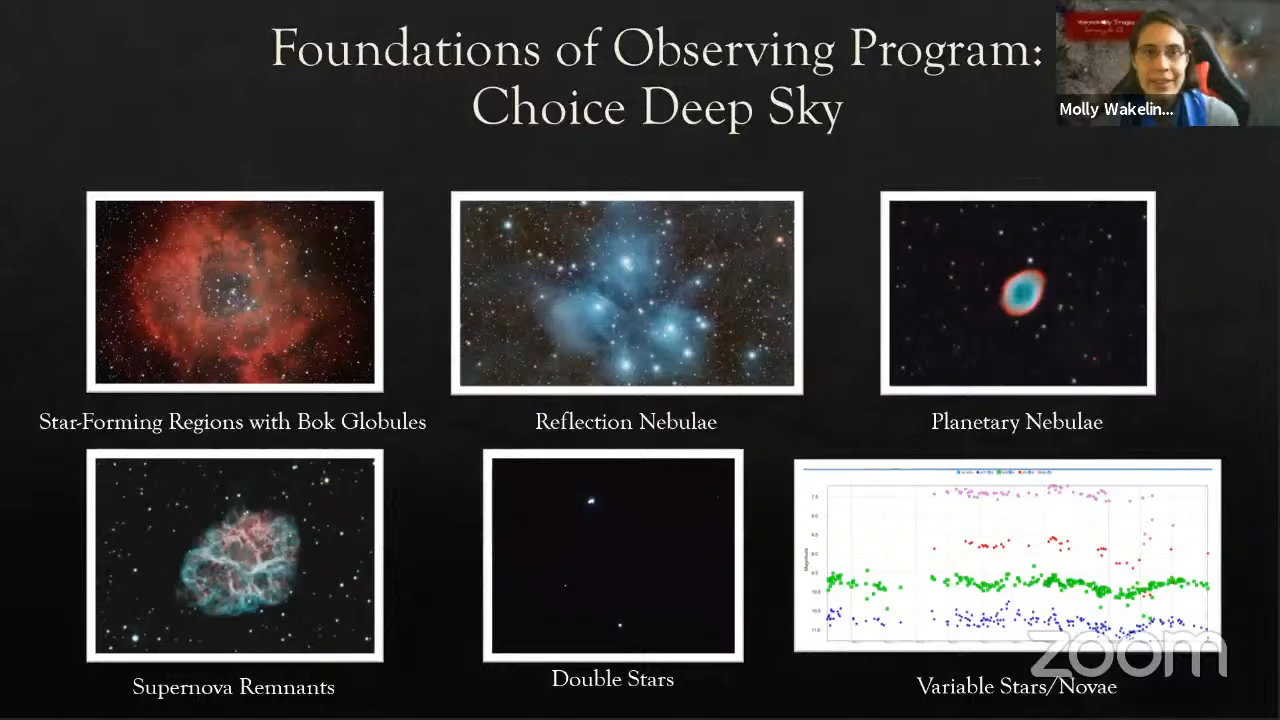 Foundations of Observing Program:
Choice Deep Sky
Molly Wakelin...
Star-Forming Regions with Bok Globules
Reflection Nebulae
Planetary Nebulae
Magnitude
Supernova Remnants
Double Stars
Variable Stars/Novae
zoom